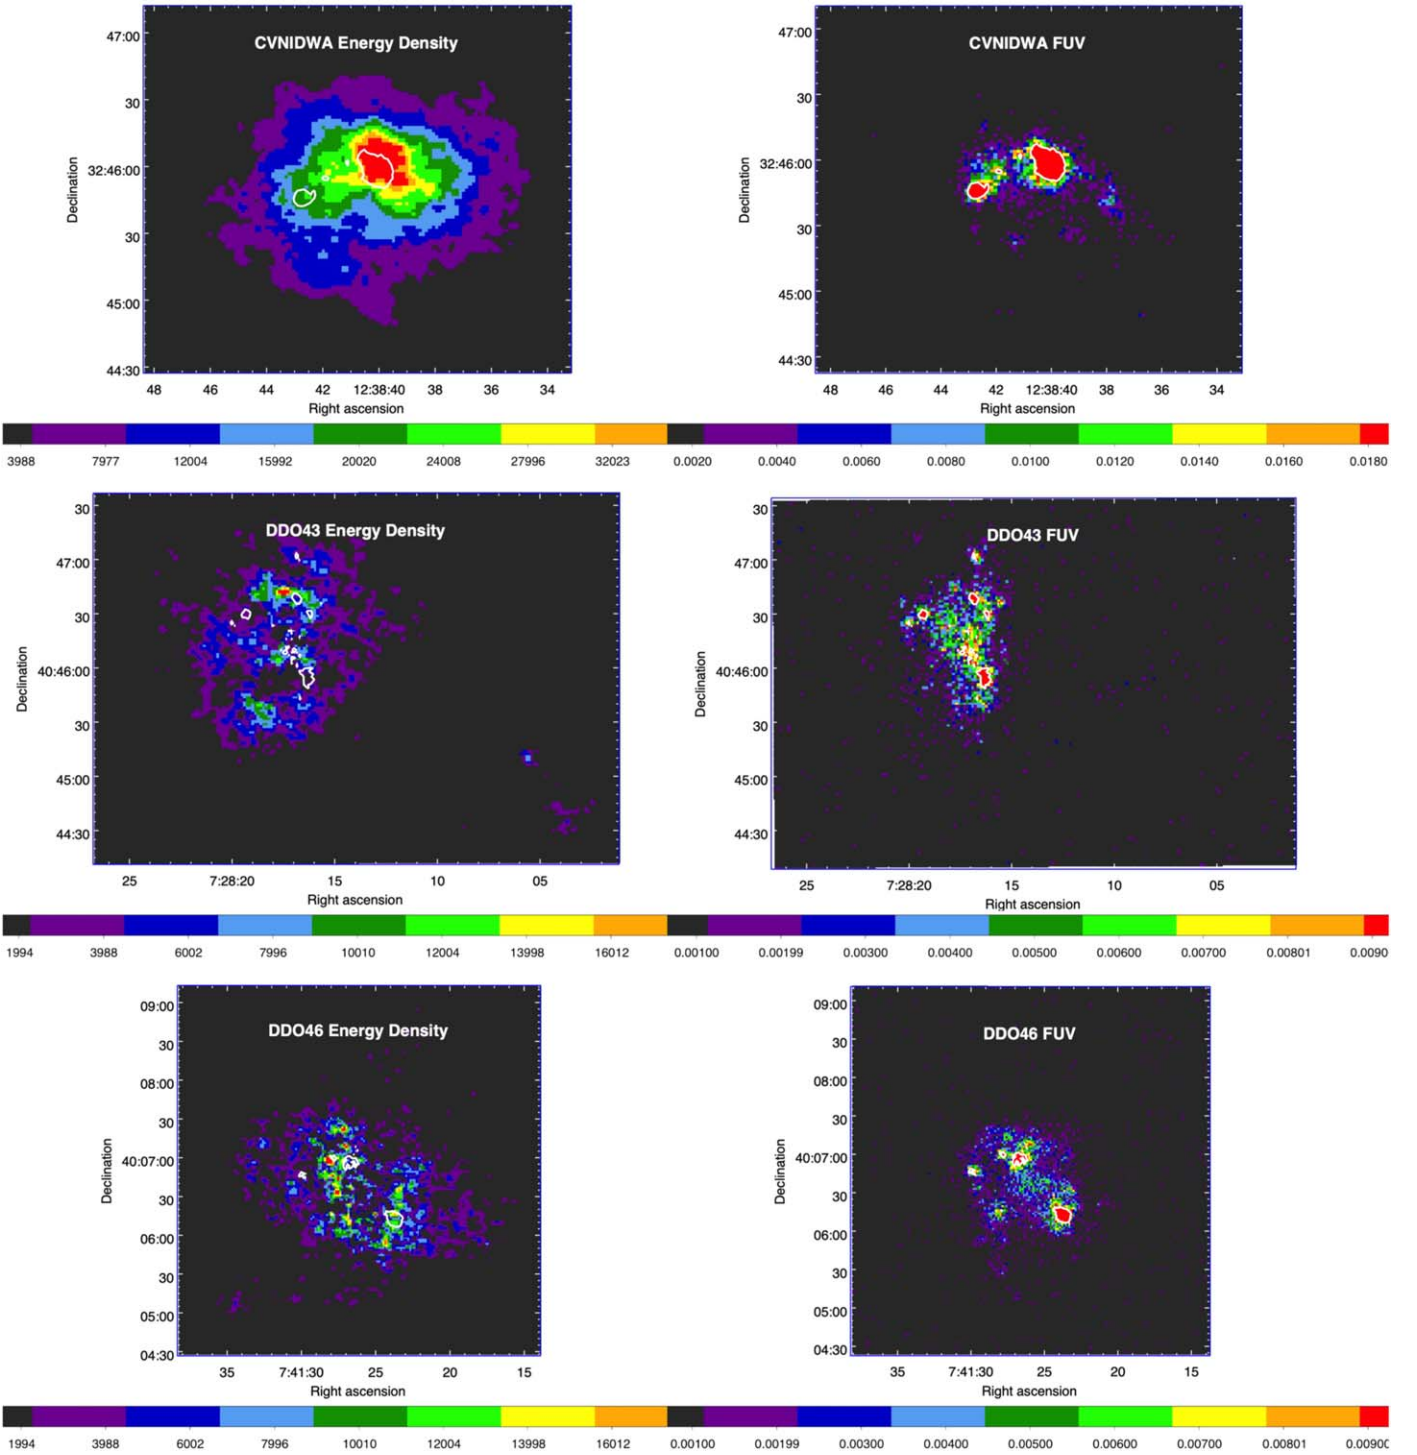 CVNIDWA Energy Density
CVNIDWA FUV
47:00
30
32:46:00
30
45:00
44:30
Declination
48 46 44 42 12:38:40 38 36 34
Right ascension
47:00
30
32:46:00
30
45:00
44:30
Declination
48 46 44 42 12:38:40 38 36 34
Right ascension
3988 7977 12004 15992 20020 24008 27996 32023 0.0020 0.0040 0.0060 0.0080 0.0100 0.0120 0.0140 0.0160 0.0180
DDO43 Energy Density
DDO43 FUV
30
47:00
30
40:46:00
30
45:00
44:30
Declination
25 7:28:20 15 10 05
Right ascension
30
47:00
30
40:46:00
30
45:00
44:30
Declination
25 7:28:20 15 10 05
Right ascension
1994 3988 6002 7996 10010 12004 13998 16012 0.00100 0.00199 0.00300 0.00400 0.00500 0.00600 0.00700 0.00801 0.0090
DDO46 Energy Density
DDO46 FUV
09:00
30
08:00
30
40:07:00
30
06:00
30
05:00
04:30
Declination
35 7:41:30 25 20 15
Right ascension
09:00
30
08:00
30
40:07:00
30
06:00
30
05:00
04:30
Declination
35 7:41:30 25 20 15
Right ascension
1994 3988 6002 7996 10010 12004 13998 16012 0.00100 0.00199 0.00300 0.00400 0.00500 0.00600 0.00700 0.00801 0.0090